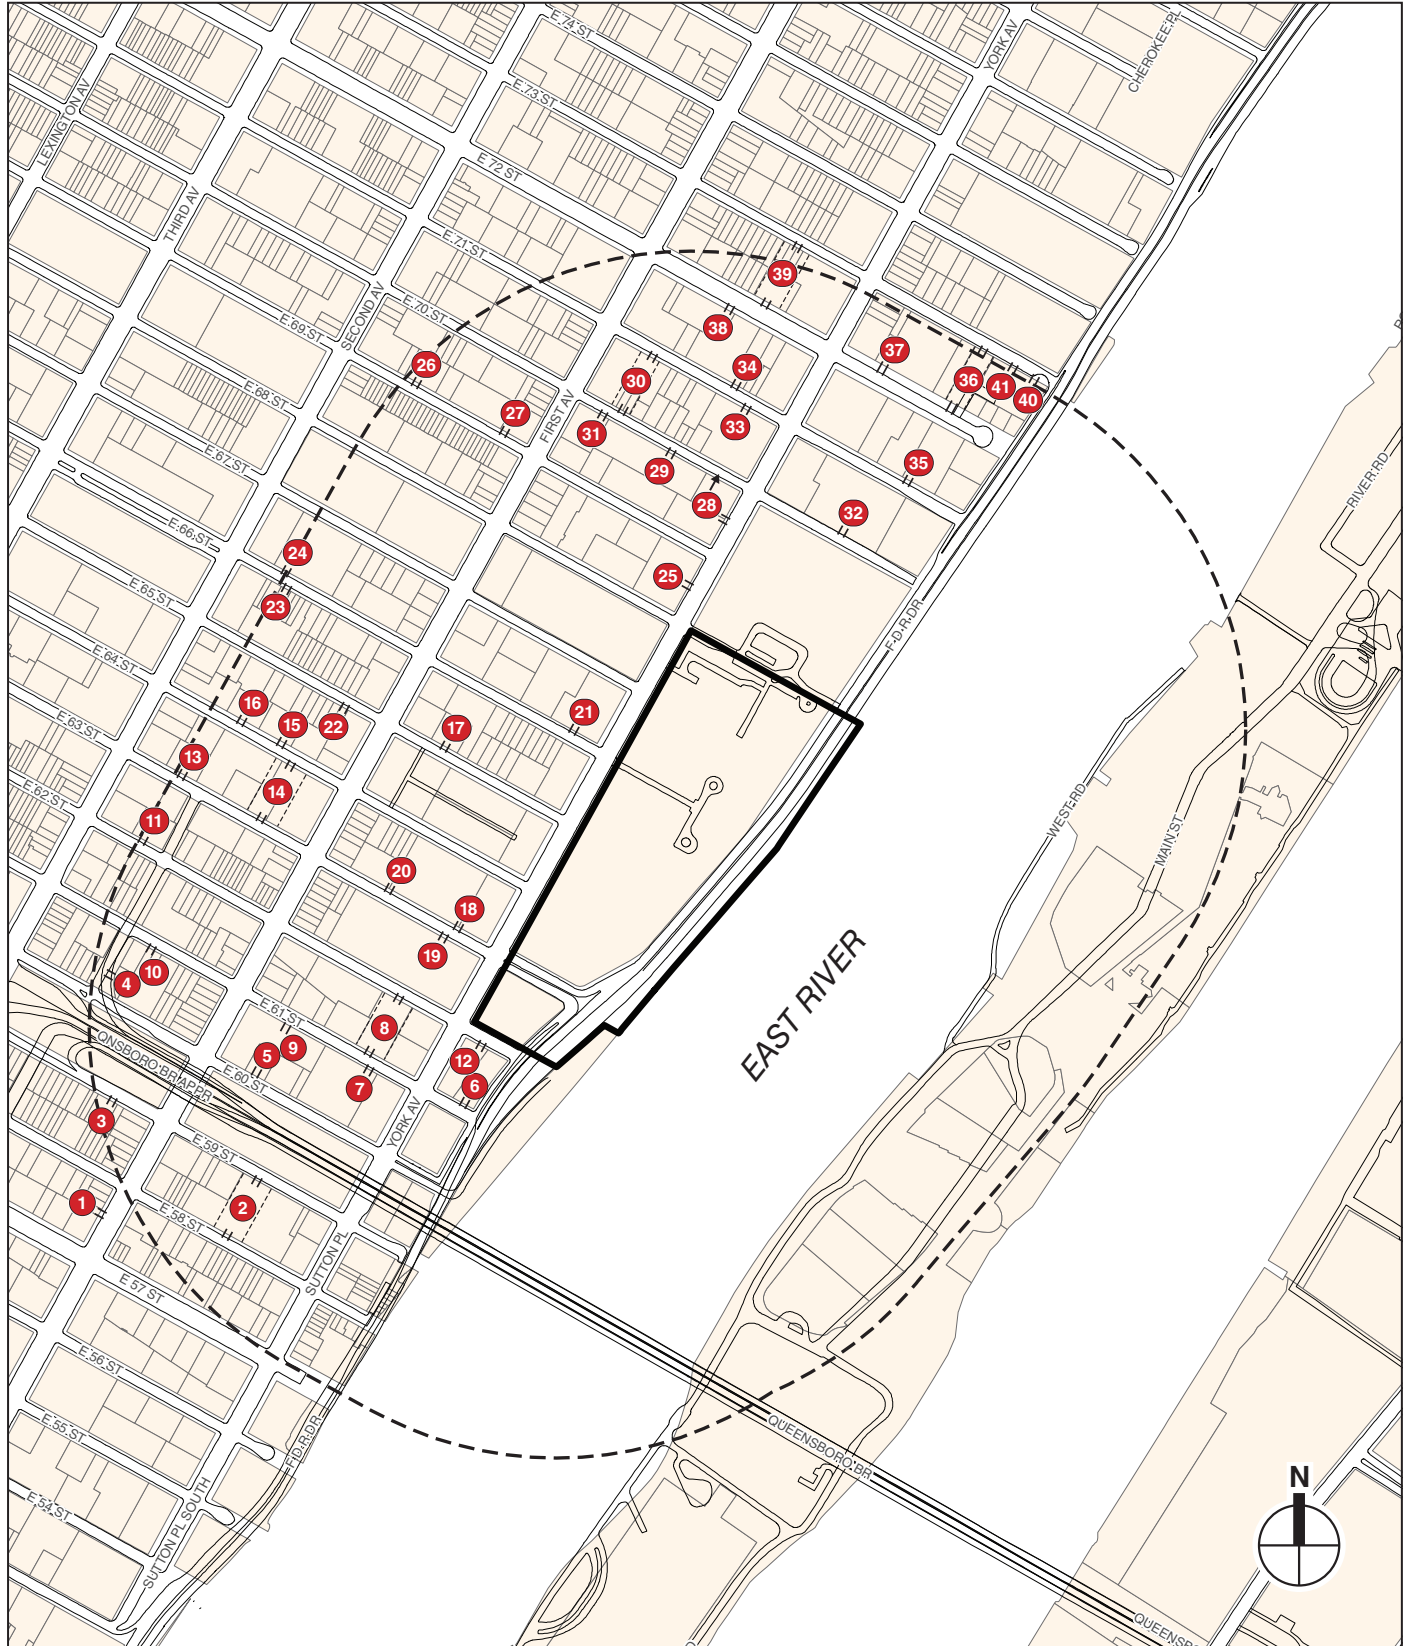 E 74 ST
YORK AV
CHEROKEE PL
E 73 ST
LEXINGTON AV
E 72 ST
THIRD AV
E 71 ST
39
E 70 ST
SECOND AV
E 69 ST
38
37
26
34
30
36
41
40
E 68 ST
27
FIRST AV
33
31
E 67 ST
29
35
RIVER RD
28
32
E 66 ST
24
25
E 65 ST
23
F D R DR
E 64 ST
16
15
22
21
17
E 63 ST
13
14
E 62 ST
11
WEST RD
MAIN ST
20
18
19
10
4
EAST RIVER
E 61 ST
8
9
5
12
6
7
QNSBORO BR APPR
E 60 ST
YORK AV
3
E 59 ST
1
2
E 58 ST
SUTTON PL
E 57 ST
E 56 ST
E 55 ST
F D R DR
QUEENSBORO BR
E 54 ST
SUTTON PL SOUTH
N
QUEENSB